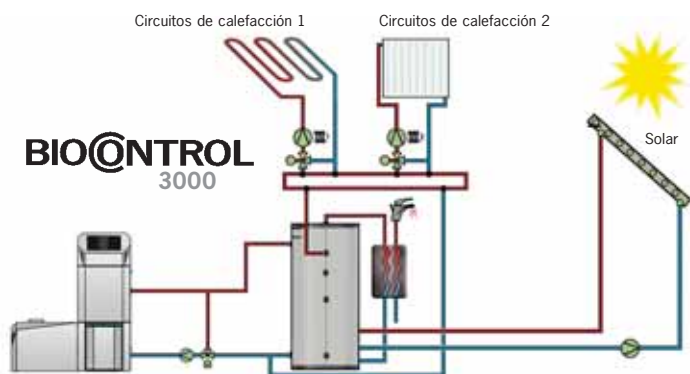 Circuitos de calefacción 1
Circuitos de calefacción 2
Solar
BIOCONTROL
3000